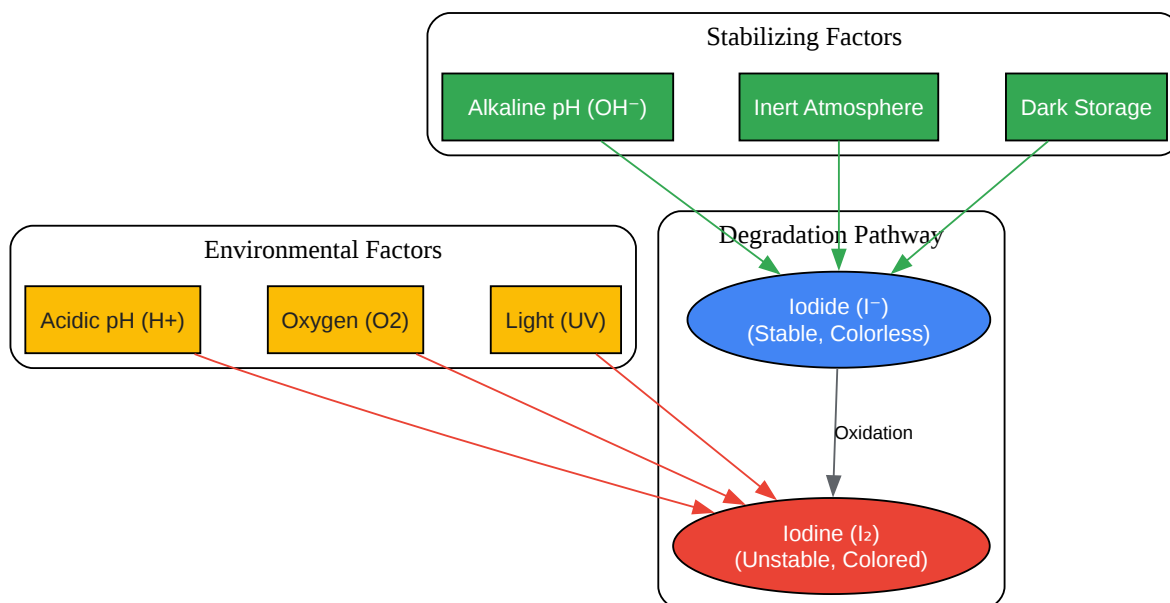 Stabilizing Factors
Alkaline pH (OH⁻)
Inert Atmosphere
Dark Storage
Environmental Factors
Acidic pH (H+)
Oxygen (O2)
Light (UV)
Degradation Pathway
Iodide (I⁻)
(Stable, Colorless)
Oxidation
Iodine (I₂)
(Unstable, Colored)